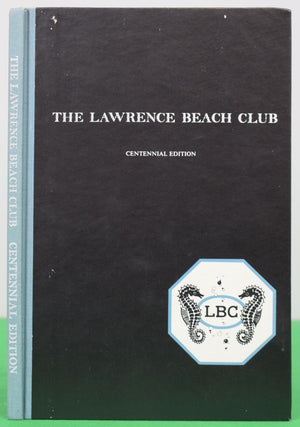 THE LAWRENCE BEACH CLUB CENTENNIAL EDITION
THE LAWRENCE BEACH CLUB
CENTENNIAL EDITION
LBC